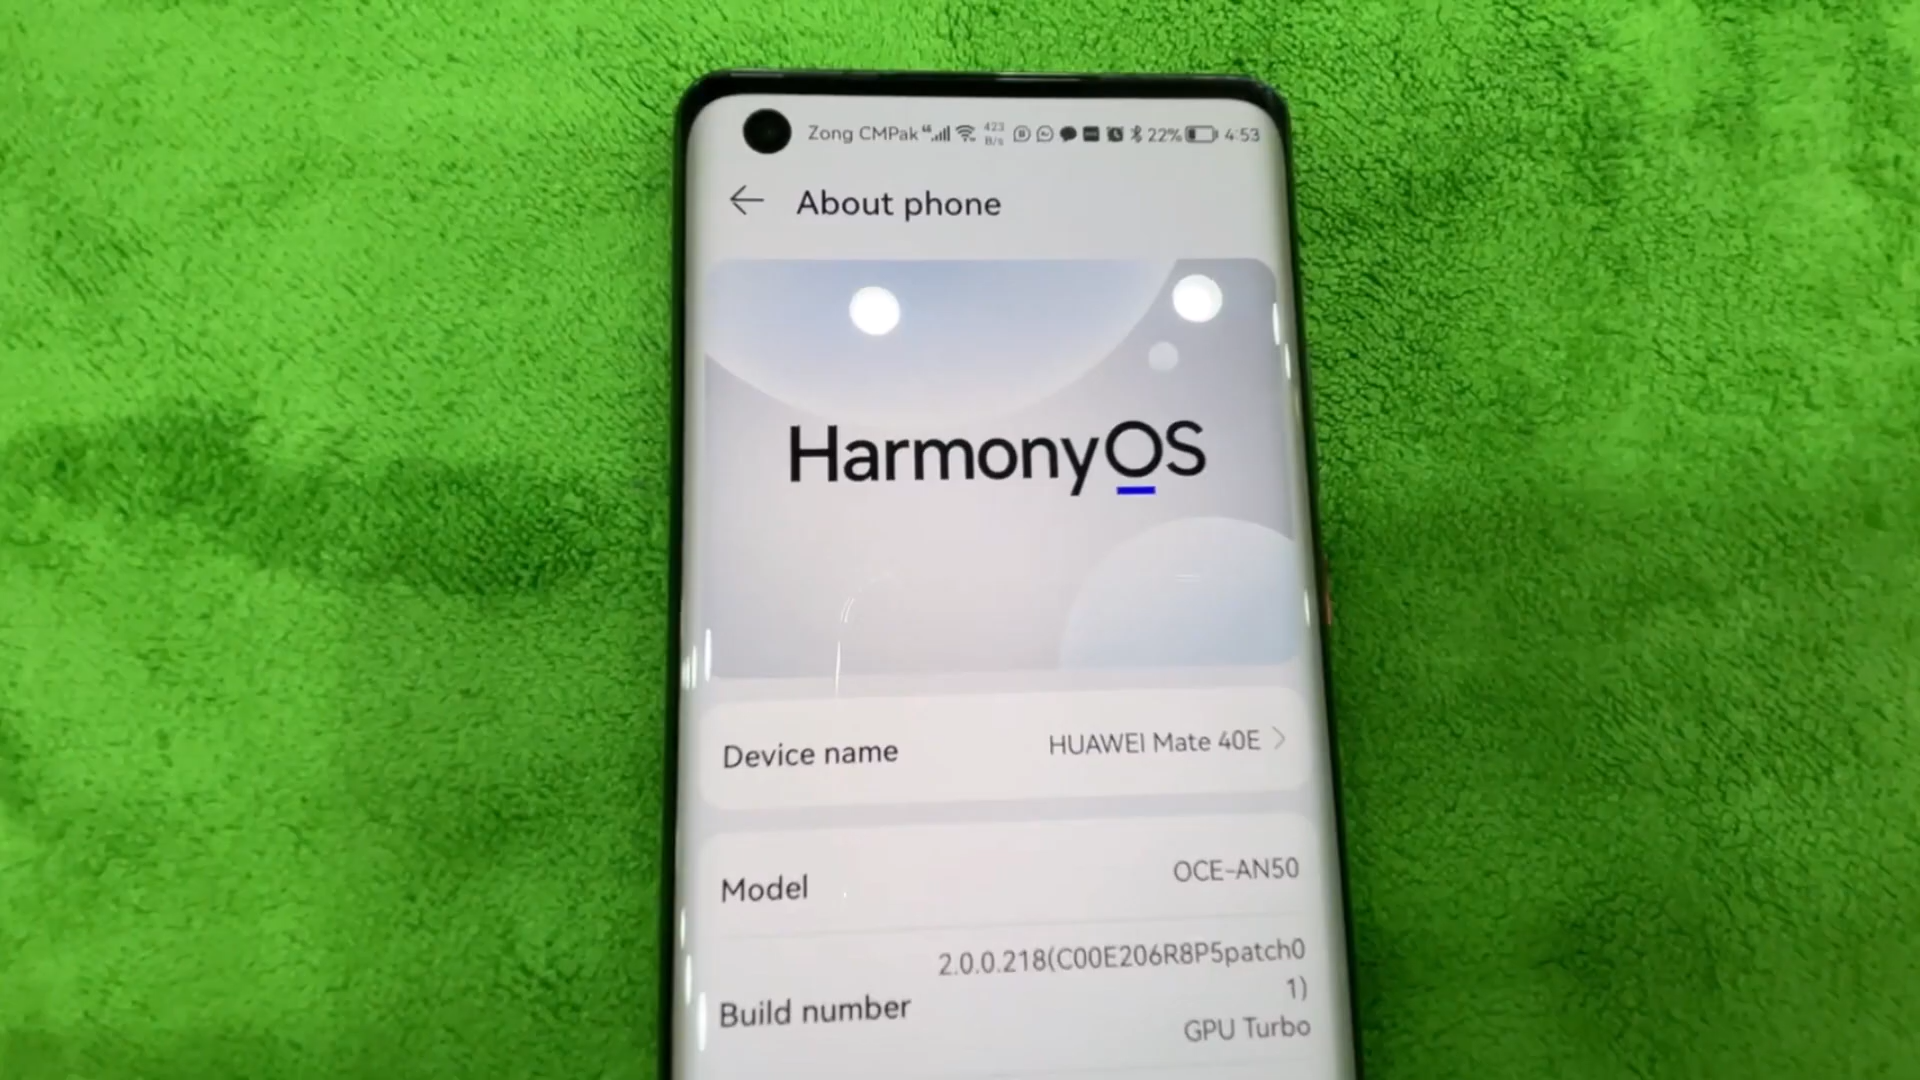 Zong CMPak 423 B/s 22% 4:53
About phone
HarmonyOS
Device name HUAWEI Mate 40E
Model OCE-AN50
Build number 2.0.0.218(C00E206R8P5patch0
1)
GPU Turbo